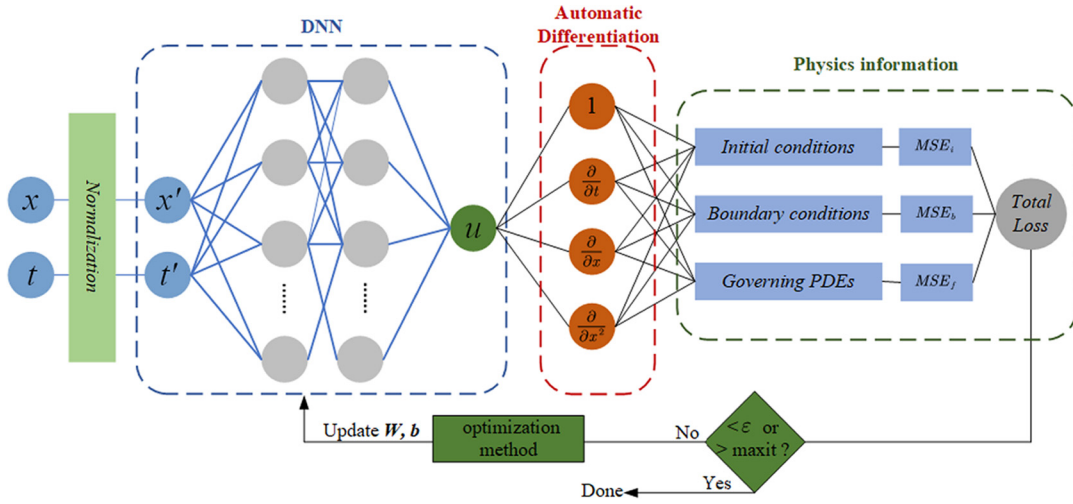 DNN
Automatic
Differentiation
Physics information
x
t
Normalization
x'
t'
......
......
u
1
∂/∂t
∂/∂x
∂/∂x²
Initial conditions
MSEᵢ
Boundary conditions
MSE_b
Governing PDEs
MSE_f
Total
Loss
Update W, b
optimization
method
No
< ε or
> maxit ?
Yes
Done